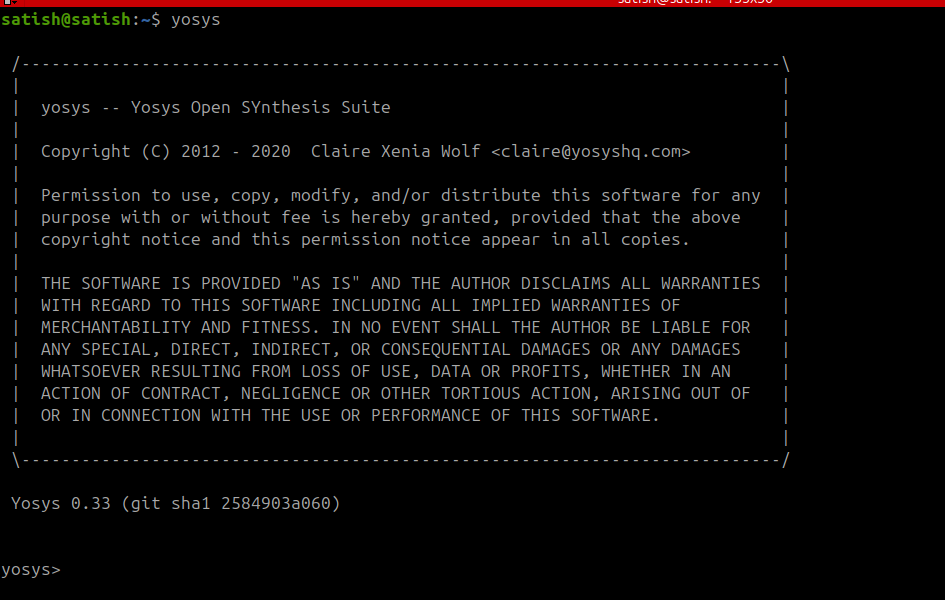 satish@satish:~$ yosys
/----------------------------------------------------------------------------\
|                                                                            |
|  yosys -- Yosys Open SYnthesis Suite                                       |
|                                                                            |
|  Copyright (C) 2012 - 2020  Claire Xenia Wolf <claire@yosyshq.com>         |
|                                                                            |
|  Permission to use, copy, modify, and/or distribute this software for any  |
|  purpose with or without fee is hereby granted, provided that the above    |
|  copyright notice and this permission notice appear in all copies.         |
|                                                                            |
|  THE SOFTWARE IS PROVIDED "AS IS" AND THE AUTHOR DISCLAIMS ALL WARRANTIES  |
|  WITH REGARD TO THIS SOFTWARE INCLUDING ALL IMPLIED WARRANTIES OF          |
|  MERCHANTABILITY AND FITNESS. IN NO EVENT SHALL THE AUTHOR BE LIABLE FOR   |
|  ANY SPECIAL, DIRECT, INDIRECT, OR CONSEQUENTIAL DAMAGES OR ANY DAMAGES    |
|  WHATSOEVER RESULTING FROM LOSS OF USE, DATA OR PROFITS, WHETHER IN AN     |
|  ACTION OF CONTRACT, NEGLIGENCE OR OTHER TORTIOUS ACTION, ARISING OUT OF   |
|  OR IN CONNECTION WITH THE USE OR PERFORMANCE OF THIS SOFTWARE.            |
|                                                                            |
\----------------------------------------------------------------------------/
Yosys 0.33 (git sha1 2584903a060)
yosys>